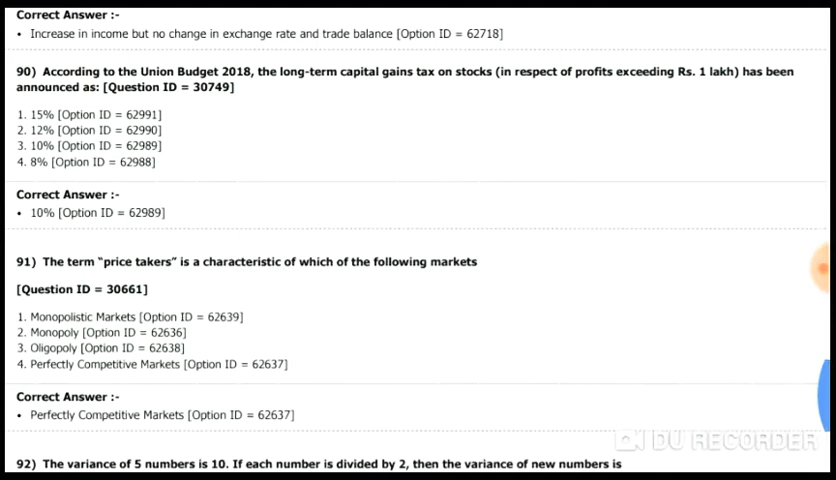 Correct Answer :-
• Increase in income but no change in exchange rate and trade balance [Option ID = 62718]
90) According to the Union Budget 2018, the long-term capital gains tax on stocks (in respect of profits exceeding Rs. 1 lakh) has been
announced as: [Question ID = 30749]
1. 15% [Option ID = 62991]
2. 12% [Option ID = 62990]
3. 10% [Option ID = 62989]
4. 8% [Option ID = 62988]
Correct Answer :-
• 10% [Option ID = 62989]
91) The term "price takers" is a characteristic of which of the following markets
[Question ID = 30661]
1. Monopolistic Markets [Option ID = 62639]
2. Monopoly [Option ID = 62636]
3. Oligopoly [Option ID = 62638]
4. Perfectly Competitive Markets [Option ID = 62637]
Correct Answer :-
• Perfectly Competitive Markets [Option ID = 62637]
DU RECORDER
92) The variance of 5 numbers is 10. If each number is divided by 2, then the variance of new numbers is